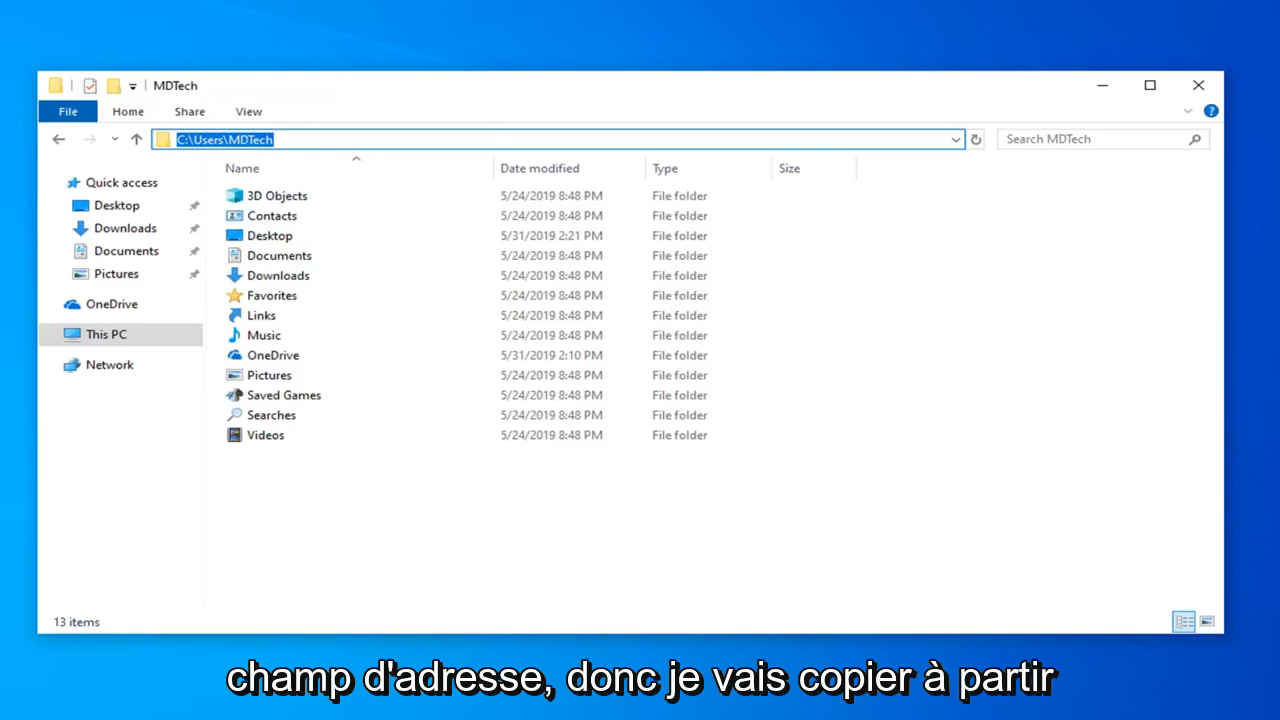 MDTech
File Home Share View
C:\Users\MDTech
Search MDTech
Name Date modified Type Size
Quick access
Desktop
Downloads
Documents
Pictures
OneDrive
This PC
Network
3D Objects 5/24/2019 8:48 PM File folder
Contacts 5/24/2019 8:48 PM File folder
Desktop 5/31/2019 2:21 PM File folder
Documents 5/24/2019 8:48 PM File folder
Downloads 5/24/2019 8:48 PM File folder
Favorites 5/24/2019 8:48 PM File folder
Links 5/24/2019 8:48 PM File folder
Music 5/24/2019 8:48 PM File folder
OneDrive 5/31/2019 2:10 PM File folder
Pictures 5/24/2019 8:48 PM File folder
Saved Games 5/24/2019 8:48 PM File folder
Searches 5/24/2019 8:48 PM File folder
Videos 5/24/2019 8:48 PM File folder
13 items
champ d'adresse, donc je vais copier à partir